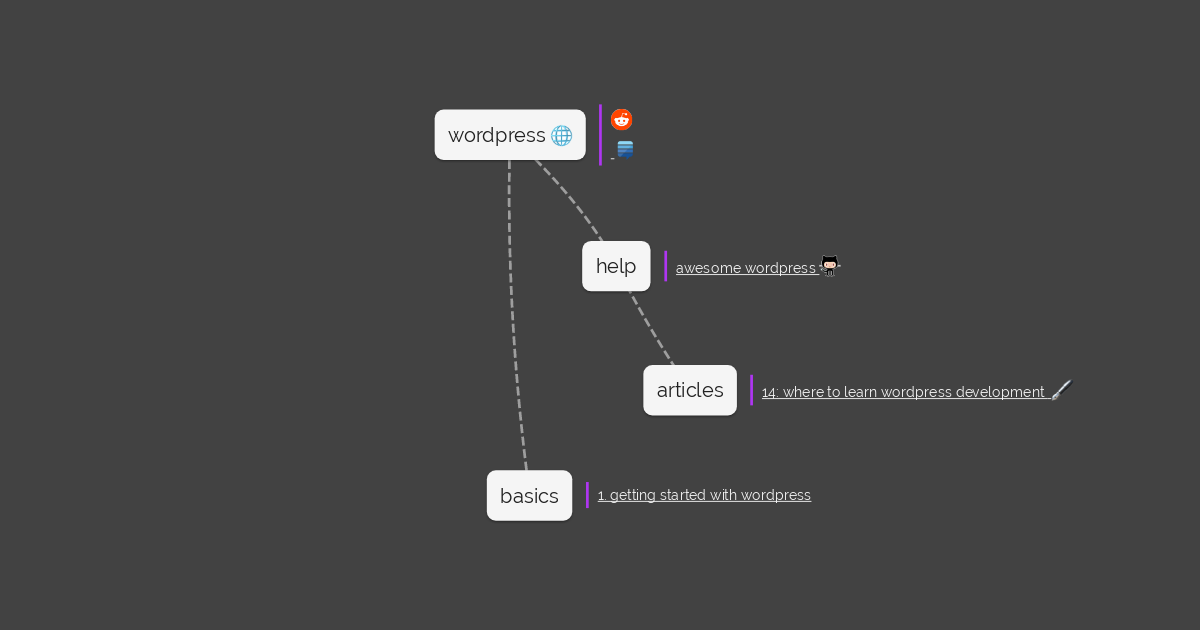 wordpress
help
awesome wordpress
articles
14: where to learn wordpress development
basics
1. getting started with wordpress